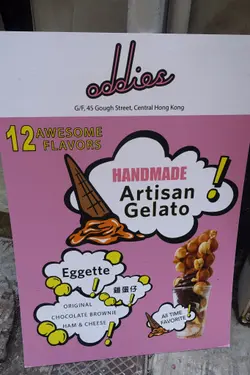 oddies
G/F, 45 Gough Street, Central Hong Kong
12 AWESOME
FLAVORS
HANDMADE
Artisan
Gelato
!
Eggette
雞蛋仔
ORIGINAL
CHOCOLATE BROWNIE
HAM & CHEESE
!
All TIME
FAVORITE
!